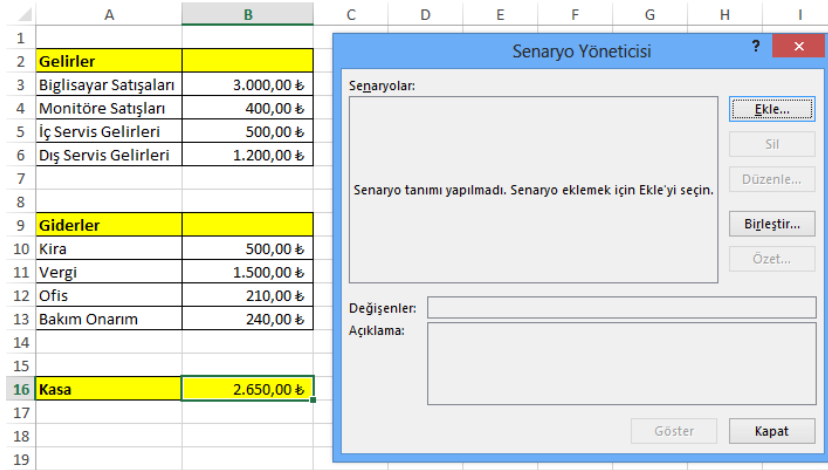 A B C D E F G H I
1
2 Gelirler
3 Biglisayar Satışaları 3.000,00 ₺
4 Monitöre Satışları 400,00 ₺
5 İç Servis Gelirleri 500,00 ₺
6 Dış Servis Gelirleri 1.200,00 ₺
7
8
9 Giderler
10 Kira 500,00 ₺
11 Vergi 1.500,00 ₺
12 Ofis 210,00 ₺
13 Bakım Onarım 240,00 ₺
14
15
16 Kasa 2.650,00 ₺
17
18
19
Senaryo Yöneticisi ? ×
Senaryolar:
Senaryo tanımı yapılmadı. Senaryo eklemek için Ekle'yi seçin.
Ekle...
Sil
Düzenle...
Birleştir...
Özet...
Değişenler:
Açıklama:
Göster Kapat